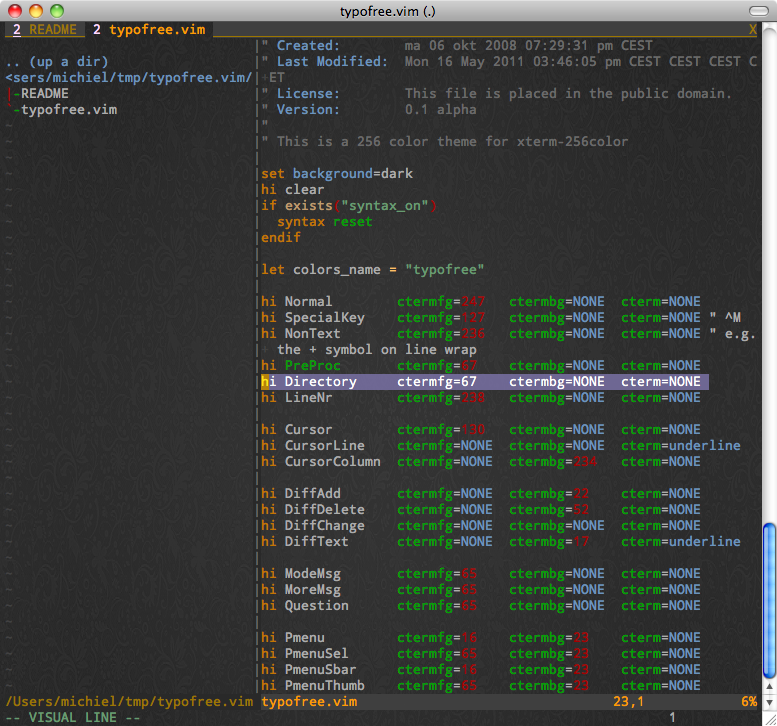 typofree.vim (.)
2 README  2 typofree.vim X
.. (up a dir)
<sers/michiel/tmp/typofree.vim/
|-README
-typofree.vim
" Created:        ma 06 okt 2008 07:29:31 pm CEST
" Last Modified:  Mon 16 May 2011 03:46:05 pm CEST CEST CEST C
+ET
" License:        This file is placed in the public domain.
" Version:        0.1 alpha
"
" This is a 256 color theme for xterm-256color
set background=dark
hi clear
if exists("syntax_on")
  syntax reset
endif
let colors_name = "typofree"
hi Normal        ctermfg=247   ctermbg=NONE  cterm=NONE
hi SpecialKey    ctermfg=127   ctermbg=NONE  cterm=NONE " ^M
hi NonText       ctermfg=236   ctermbg=NONE  cterm=NONE " e.g.
+ the + symbol on line wrap
hi PreProc       ctermfg=67    ctermbg=NONE  cterm=NONE
hi Directory     ctermfg=67    ctermbg=NONE  cterm=NONE
hi LineNr        ctermfg=238   ctermbg=NONE  cterm=NONE
hi Cursor        ctermfg=130   ctermbg=NONE  cterm=NONE
hi CursorLine    ctermfg=NONE  ctermbg=NONE  cterm=underline
hi CursorColumn  ctermfg=NONE  ctermbg=234   cterm=NONE
hi DiffAdd       ctermfg=NONE  ctermbg=22    cterm=NONE
hi DiffDelete    ctermfg=NONE  ctermbg=52    cterm=NONE
hi DiffChange    ctermfg=NONE  ctermbg=NONE  cterm=NONE
hi DiffText      ctermfg=NONE  ctermbg=17    cterm=underline
hi ModeMsg       ctermfg=65    ctermbg=NONE  cterm=NONE
hi MoreMsg       ctermfg=65    ctermbg=NONE  cterm=NONE
hi Question      ctermfg=65    ctermbg=NONE  cterm=NONE
hi Pmenu         ctermfg=16    ctermbg=23    cterm=NONE
hi PmenuSel      ctermfg=65    ctermbg=23    cterm=NONE
hi PmenuSbar     ctermfg=16    ctermbg=23    cterm=NONE
hi PmenuThumb    ctermfg=65    ctermbg=23    cterm=NONE
/Users/michiel/tmp/typofree.vim typofree.vim 23,1 6%
-- VISUAL LINE -- 1